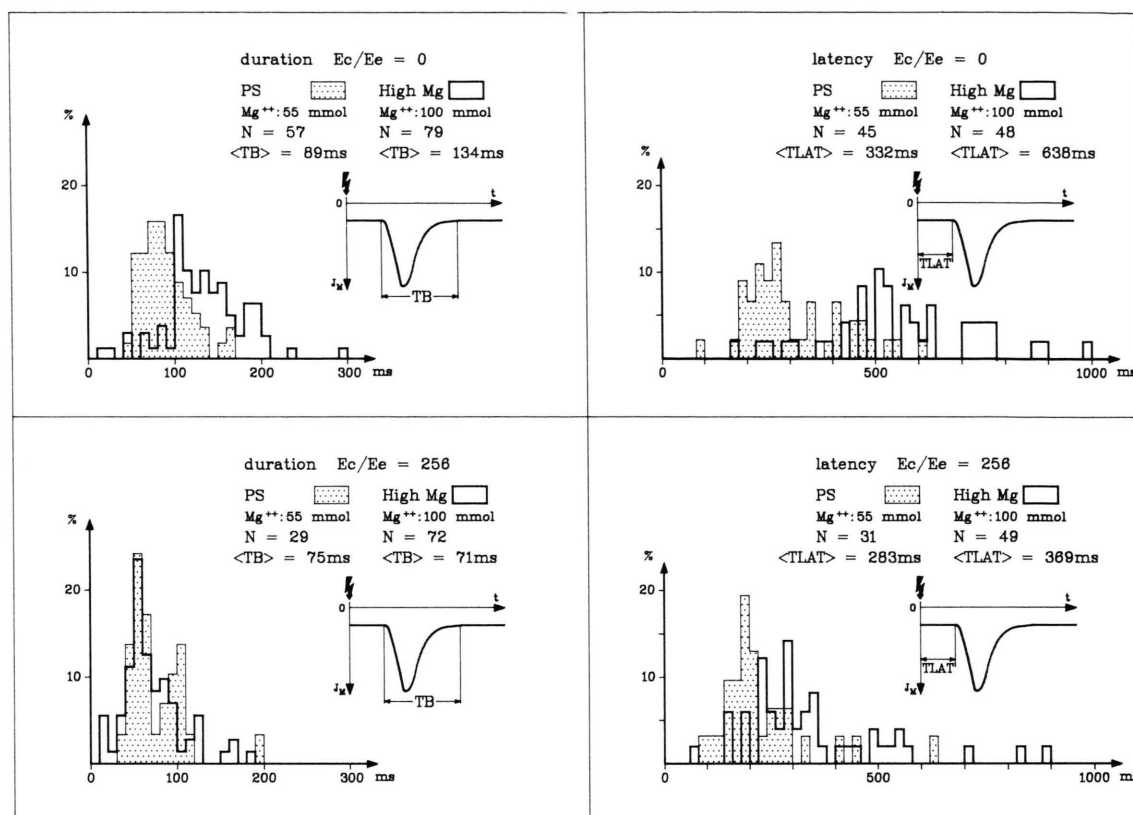 duration Ec/Ee = 0
PS High Mg
Mg++:55 mmol Mg++:100 mmol
N = 57 N = 79
<TB> = 89ms <TB> = 134ms
%
20
10
0 100 200 300 ms
t
0
JM
TB
latency Ec/Ee = 0
PS High Mg
Mg++:55 mmol Mg++:100 mmol
N = 45 N = 48
<TLAT> = 332ms <TLAT> = 638ms
%
20
10
0 500 1000 ms
t
0
TLAT
JM
duration Ec/Ee = 256
PS High Mg
Mg++:55 mmol Mg++:100 mmol
N = 29 N = 72
<TB> = 75ms <TB> = 71ms
%
20
10
0 100 200 300 ms
t
0
JM
TB
latency Ec/Ee = 256
PS High Mg
Mg++:55 mmol Mg++:100 mmol
N = 31 N = 49
<TLAT> = 283ms <TLAT> = 369ms
%
20
10
0 500 1000 m
t
0
TLAT
JM